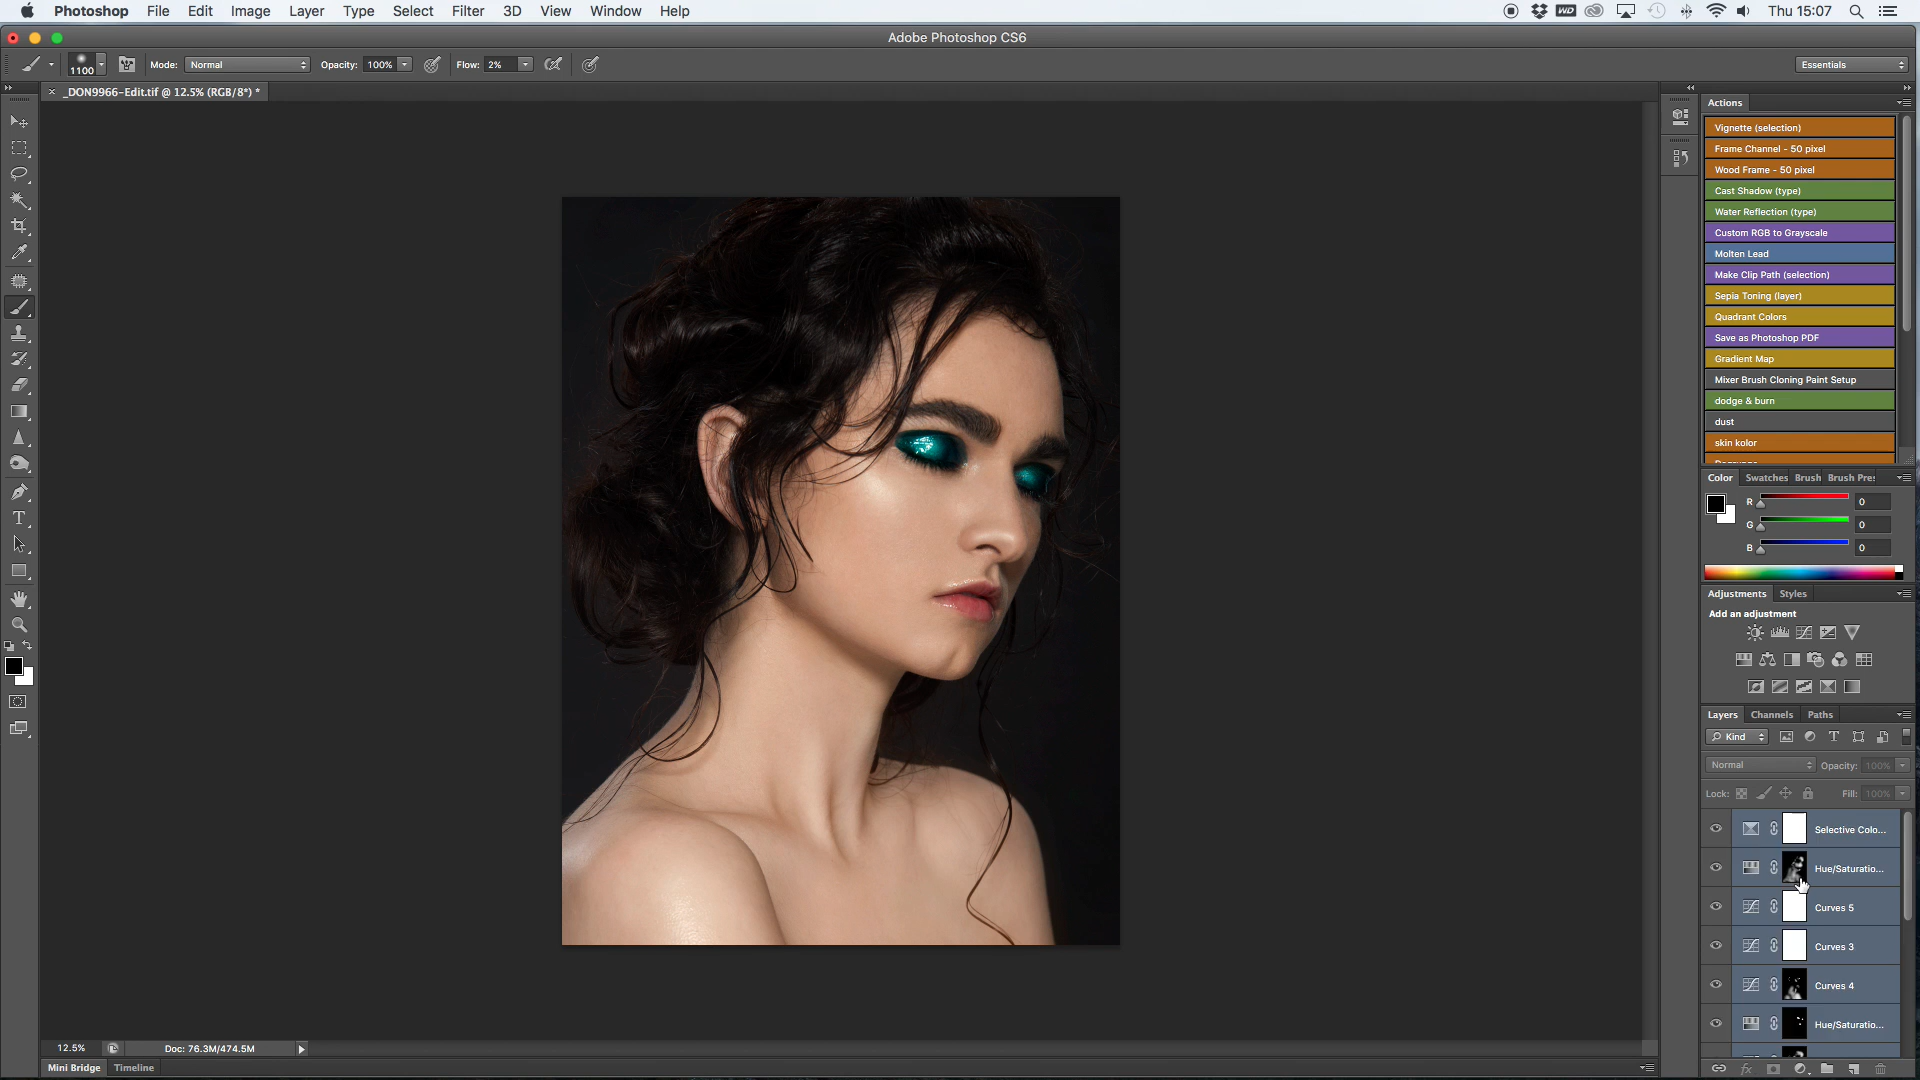 Photoshop File Edit Image Layer Type Select Filter 3D View Window Help
WD Thu 15:07
Adobe Photoshop CS6
1100 Mode: Normal Opacity: 100% Flow: 2% Essentials
× _DON9966-Edit.tif @ 12.5% (RGB/8*) *
Actions
Vignette (selection)
Frame Channel - 50 pixel
Wood Frame - 50 pixel
Cast Shadow (type)
Water Reflection (type)
Custom RGB to Grayscale
Molten Lead
Make Clip Path (selection)
Sepia Toning (layer)
Quadrant Colors
Save as Photoshop PDF
Gradient Map
Mixer Brush Cloning Paint Setup
dodge & burn
dust
skin kolor
Color Swatches Brush Brush Pre:
R 0
G 0
B 0
Adjustments Styles
Add an adjustment
Layers Channels Paths
Kind
Normal Opacity: 100%
Lock: Fill: 100%
Selective Colo...
Hue/Saturatio...
Curves 5
Curves 3
Curves 4
Hue/Saturatio...
fx
12.5% Doc: 76.3M/474.5M
Mini Bridge Timeline